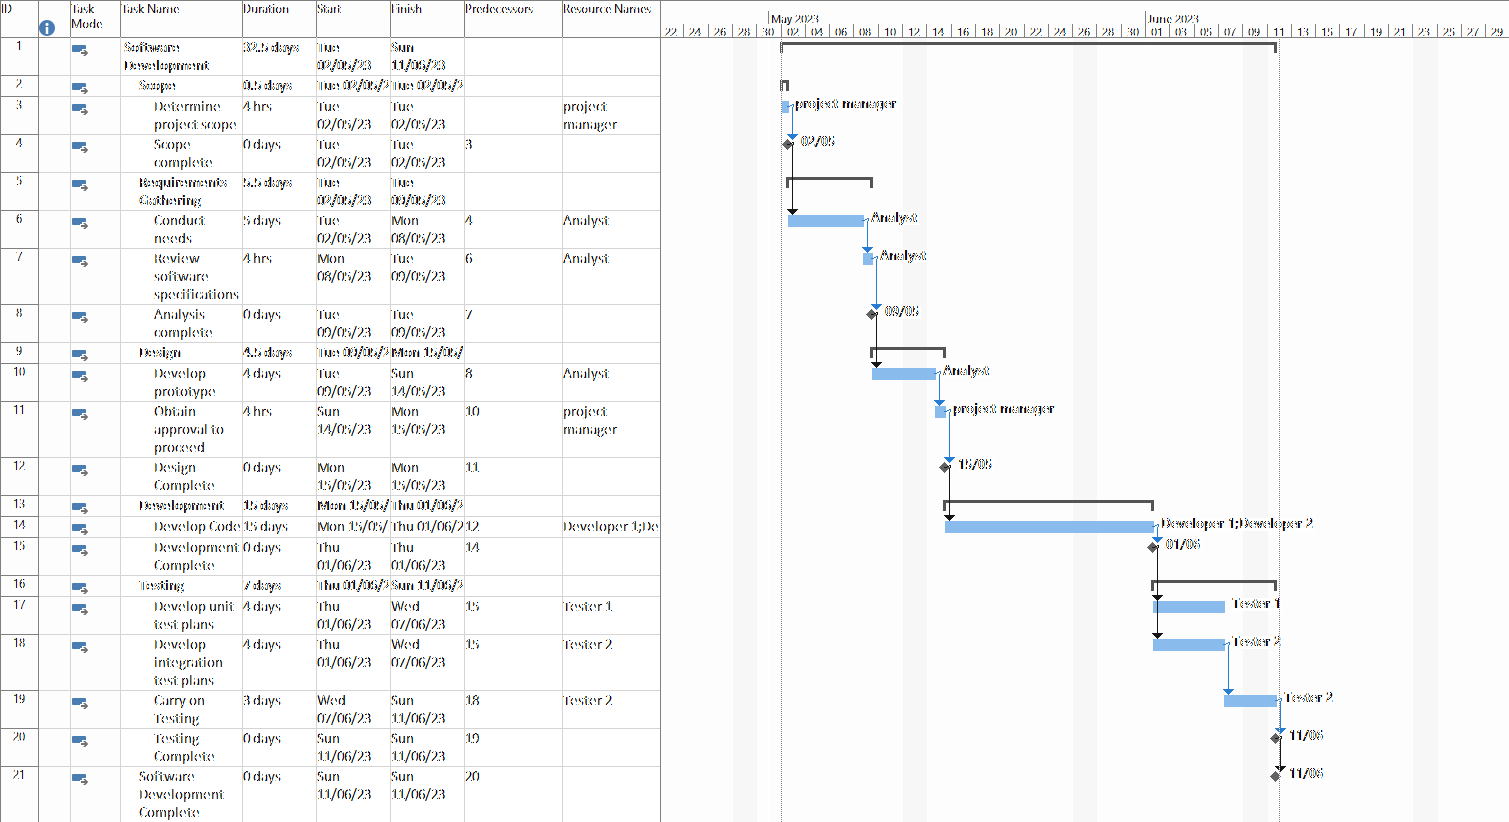 ID Task Mode Task Name Duration Start Finish Predecessors Resource Names
May 2023 June 2023
22 24 26 28 30 02 04 06 08 10 12 14 16 18 20 22 24 26 28 30 01 03 05 07 09 11 13 15 17 19 21 23 25 27 29
1 Software Development 32.5 days Tue 02/05/23 Sun 11/06/23
2 Scope 0.5 days Tue 02/05/2 Tue 02/05/2
3 Determine project scope 4 hrs Tue 02/05/23 Tue 02/05/23 project manager
project manager
4 Scope complete 0 days Tue 02/05/23 Tue 02/05/23 3
02/05
5 Requirements Gathering 5.5 days Tue 02/05/23 Tue 09/05/23
6 Conduct needs 5 days Tue 02/05/23 Mon 08/05/23 4 Analyst
Analyst
7 Review software specifications 4 hrs Mon 08/05/23 Tue 09/05/23 6 Analyst
Analyst
8 Analysis complete 0 days Tue 09/05/23 Tue 09/05/23 7
09/05
9 Design 4.5 days Tue 09/05/2 Mon 15/05/
10 Develop prototype 4 days Tue 09/05/23 Sun 14/05/23 8 Analyst
Analyst
11 Obtain approval to proceed 4 hrs Sun 14/05/23 Mon 15/05/23 10 project manager
project manager
12 Design Complete 0 days Mon 15/05/23 Mon 15/05/23 11
15/05
13 Development 15 days Mon 15/05/ Thu 01/06/2
14 Develop Code 15 days Mon 15/05/ Thu 01/06/2 12 Developer 1;De
Developer 1;Developer 2
15 Development Complete 0 days Thu 01/06/23 Thu 01/06/23 14
01/06
16 Testing 7 days Thu 01/06/2 Sun 11/06/2
17 Develop unit test plans 4 days Thu 01/06/23 Wed 07/06/23 15 Tester 1
Tester 1
18 Develop integration test plans 4 days Thu 01/06/23 Wed 07/06/23 15 Tester 2
Tester 2
19 Carry on Testing 3 days Wed 07/06/23 Sun 11/06/23 18 Tester 2
Tester 2
20 Testing Complete 0 days Sun 11/06/23 Sun 11/06/23 19
11/06
21 Software Development Complete 0 days Sun 11/06/23 Sun 11/06/23 20
11/06